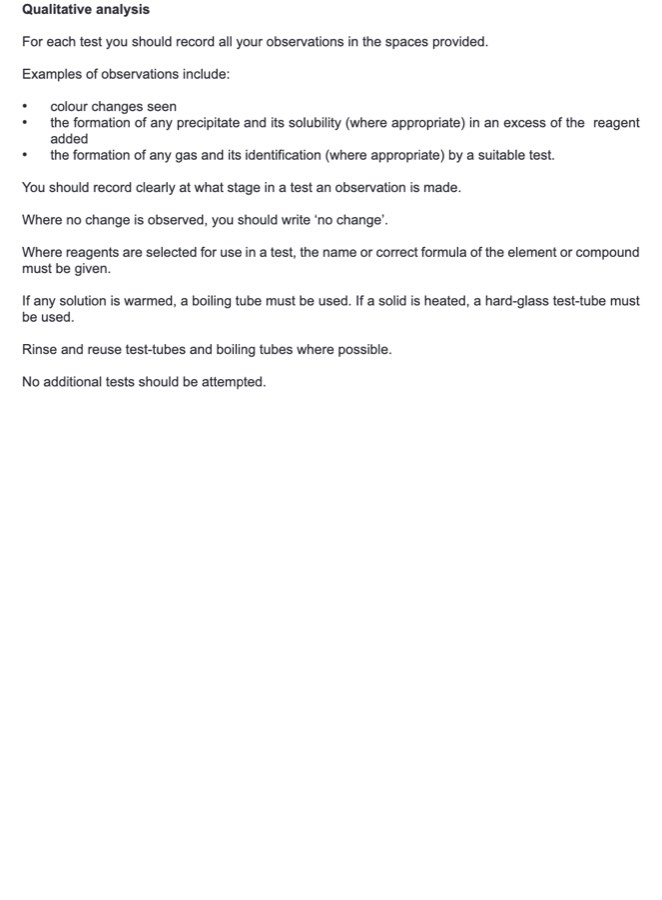 Qualitative analysis
For each test you should record all your observations in the spaces provided.
Examples of observations include:
• colour changes seen
• the formation of any precipitate and its solubility (where appropriate) in an excess of the reagent
added
• the formation of any gas and its identification (where appropriate) by a suitable test.
You should record clearly at what stage in a test an observation is made.
Where no change is observed, you should write ‘no change’.
Where reagents are selected for use in a test, the name or correct formula of the element or compound
must be given.
If any solution is warmed, a boiling tube must be used. If a solid is heated, a hard-glass test-tube must
be used.
Rinse and reuse test-tubes and boiling tubes where possible.
No additional tests should be attempted.